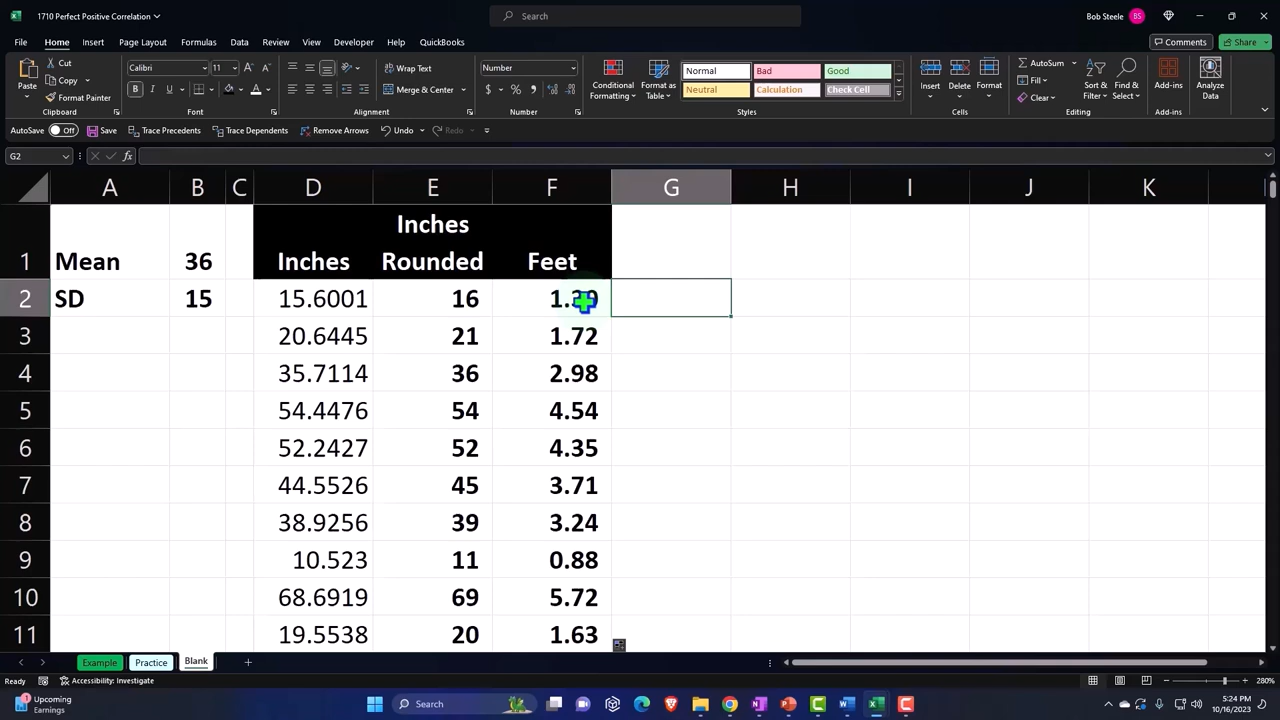 1710 Perfect Positive Correlation
Search
Bob Steele
BS
File Home Insert Page Layout Formulas Data Review View Developer Help QuickBooks
Comments
Share
Paste
Cut
Copy
Format Painter
Clipboard
Calibri
11
Font
Wrap Text
Merge & Center
Alignment
Number
Number
Conditional Formatting
Format as Table
Normal Bad Good
Neutral Calculation Check Cell
Styles
Insert Delete Format
Cells
AutoSum
Fill
Clear
Sort & Filter
Find & Select
Editing
Add-ins
Add-ins
Analyze Data
AutoSave Off Save Trace Precedents Trace Dependents Remove Arrows Undo Redo
G2
fx
A B C D E F G H I J K
1 Mean 36 Inches Inches Rounded Feet
2 SD 15 15.6001 16
3 20.6445 21 1.72
4 35.7114 36 2.98
5 54.4476 54 4.54
6 52.2427 52 4.35
7 44.5526 45 3.71
8 38.9256 39 3.24
9 10.523 11 0.88
10 68.6919 69 5.72
11 19.5538 20 1.63
Example Practice Blank
Ready
Accessibility: Investigate
280%
Upcoming
Earnings
Search
5:24 PM
10/16/2023